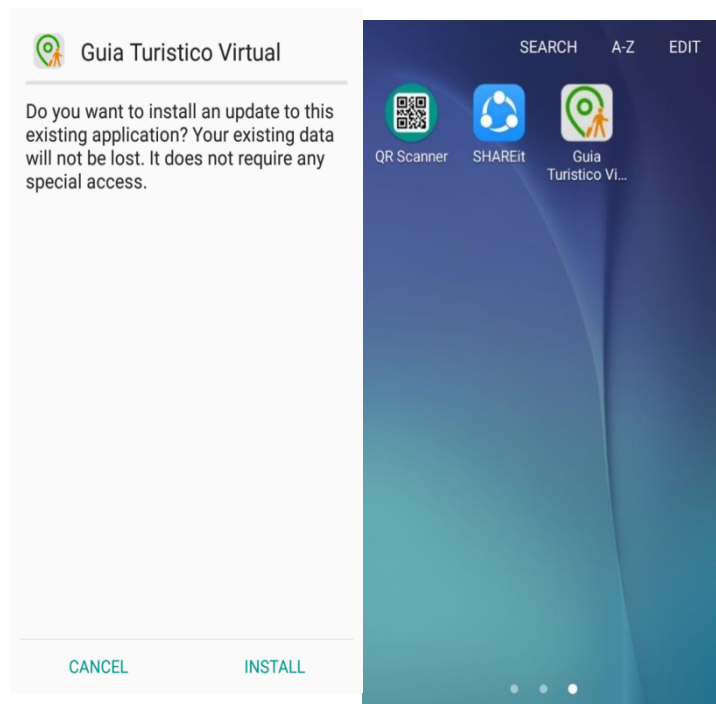 Guia Turistico Virtual
Do you want to install an update to this
existing application? Your existing data
will not be lost. It does not require any
special access.
CANCEL
INSTALL
SEARCH
A-Z
EDIT
QR Scanner
SHAREit
Guia
Turistico Vi...